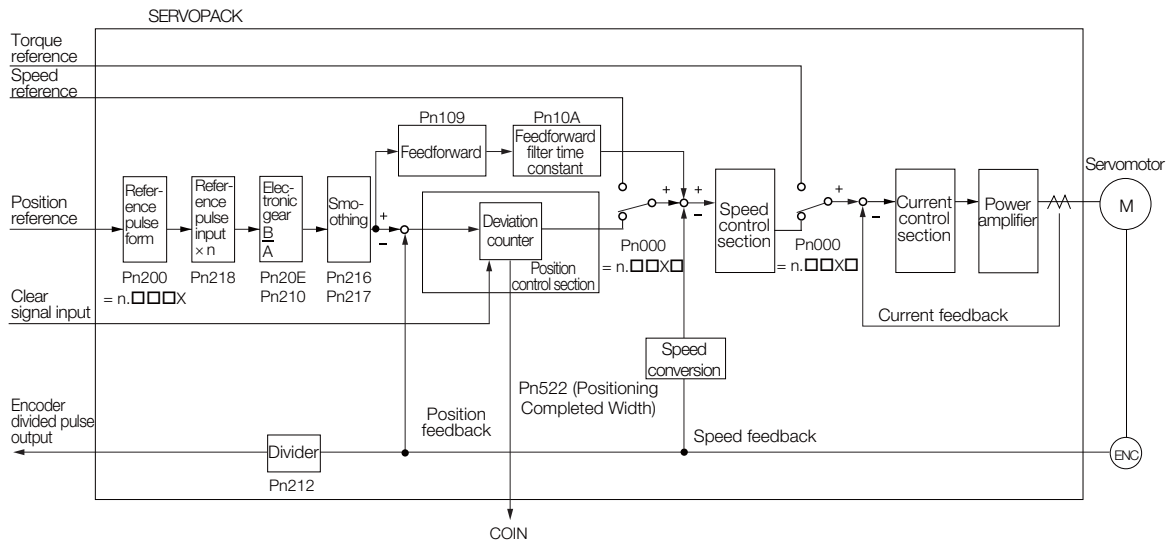 SERVOPACK
Torque
reference
Speed
reference
Pn109
Pn10A
Feedforward
Feedforward
filter time
constant
Servomotor
Position
reference
Refer-
ence
pulse
form
Refer-
ence
pulse
input
× n
Elec-
tronic
gear
B
A
Smo-
othing
+
−
Deviation
counter
Position
control section
+
+
−
Speed
control
section
+
−
Current
control
section
Power
amplifier
M
Pn200
= n.□□□X
Pn218
Pn20E
Pn210
Pn216
Pn217
Pn000
= n.□□X□
Pn000
= n.□□X□
Clear
signal input
Current feedback
Speed
conversion
Pn522 (Positioning
Completed Width)
Encoder
divided pulse
output
Position
feedback
Speed feedback
Divider
Pn212
ENC
COIN